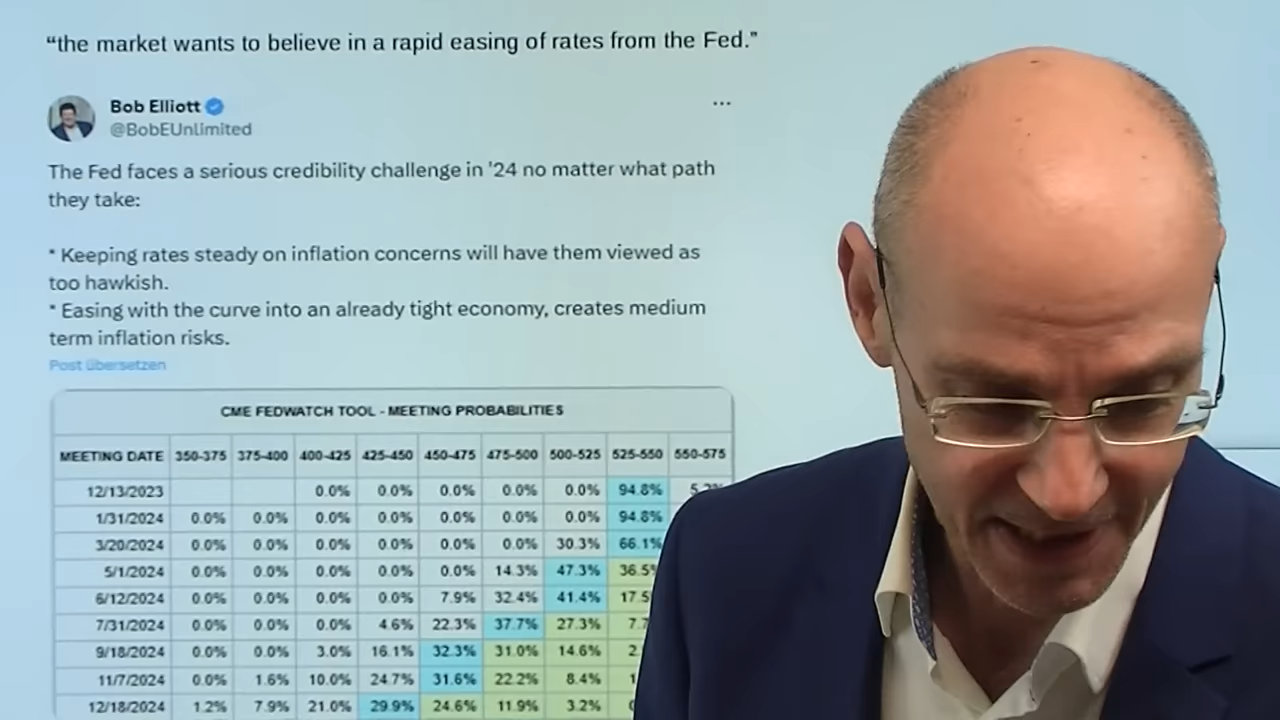 “the market wants to believe in a rapid easing of rates from the Fed.”
Bob Elliott
...
@BobEUnlimited
The Fed faces a serious credibility challenge in '24 no matter what path
they take:
* Keeping rates steady on inflation concerns will have them viewed as
too hawkish.
* Easing with the curve into an already tight economy, creates medium
term inflation risks.
Post übersetzen
CME FEDWATCH TOOL - MEETING PROBABILITIES
MEETING DATE 350-375 375-400 400-425 425-450 450-475 475-500 500-525 525-550 550-575
12/13/2023 0.0% 0.0% 0.0% 0.0% 0.0% 94.8%
1/31/2024 0.0% 0.0% 0.0% 0.0% 0.0% 0.0% 0.0% 94.8%
3/20/2024 0.0% 0.0% 0.0% 0.0% 0.0% 0.0% 30.3% 66.1%
5/1/2024 0.0% 0.0% 0.0% 0.0% 0.0% 14.3% 47.3% 36.5%
6/12/2024 0.0% 0.0% 0.0% 0.0% 7.9% 32.4% 41.4% 17.5
7/31/2024 0.0% 0.0% 0.0% 4.6% 22.3% 37.7% 27.3% 7.7
9/18/2024 0.0% 0.0% 3.0% 16.1% 32.3% 31.0% 14.6% 2.
11/7/2024 0.0% 1.6% 10.0% 24.7% 31.6% 22.2% 8.4% 1
12/18/2024 1.2% 7.9% 21.0% 29.9% 24.6% 11.9% 3.2%